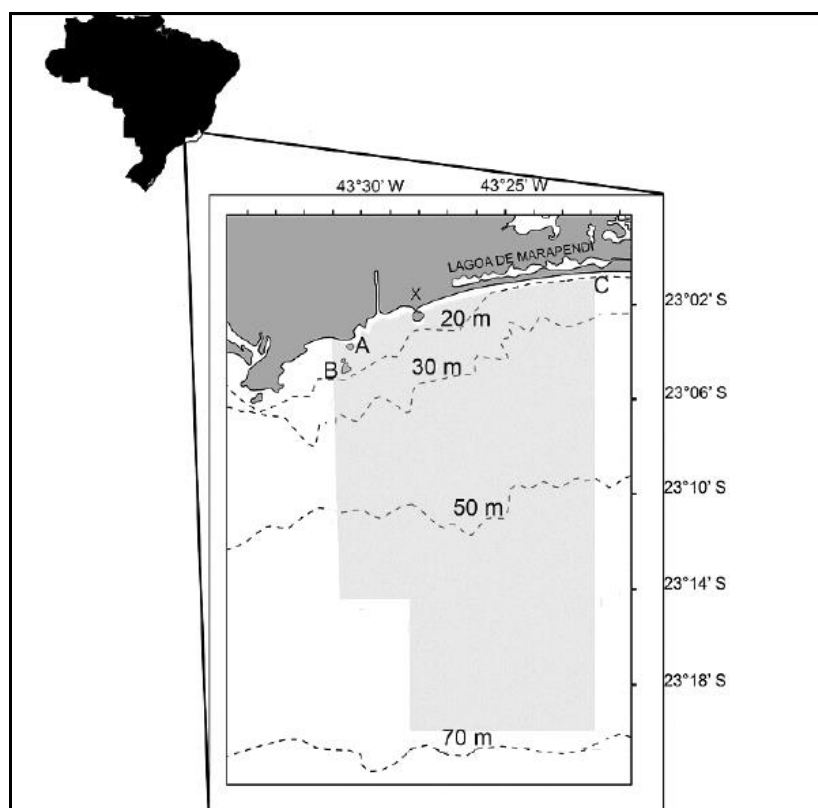 43°30' W 43°25' W
LAGOA DE MARAPENDI
X
C
23°02' S
20 m
A
30 m
B
23°06' S
23°10' S
50 m
23°14' S
23°18' S
70 m